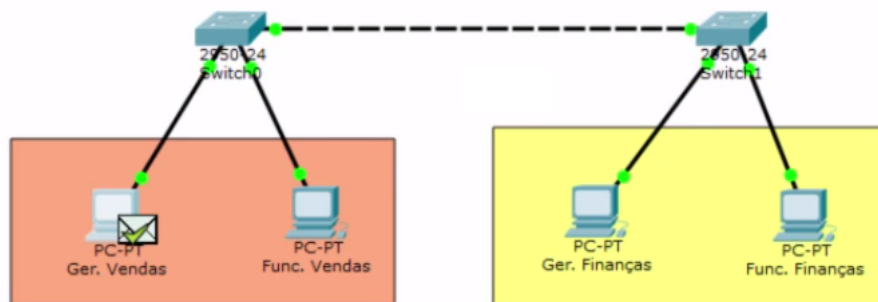 2950-24
Switch0
2950-24
Switch1
PC-PT
Ger. Vendas
PC-PT
Func. Vendas
PC-PT
Ger. Finanças
PC-PT
Func. Finanças